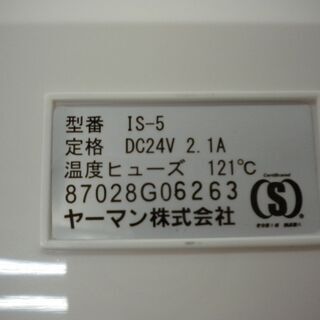 型番 IS-5
定格 DC24V 2.1A
温度ヒューズ 121℃
87028G06263
ヤーマン株式会社
S